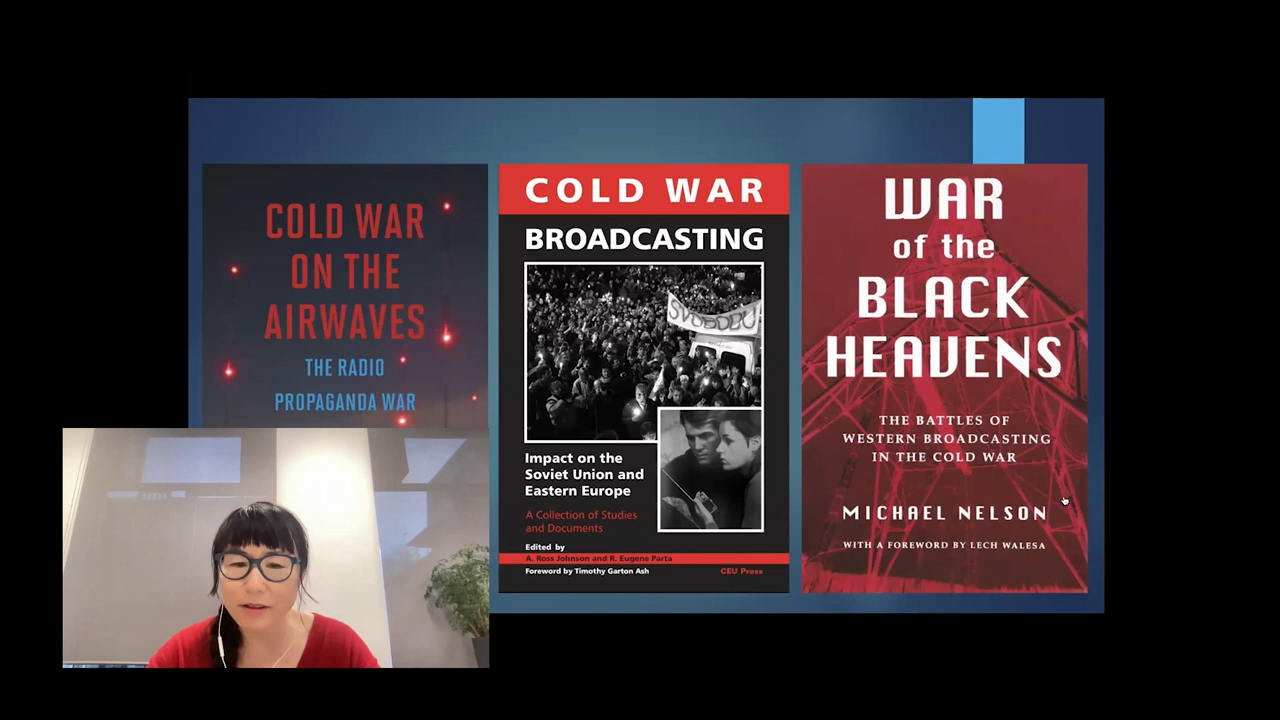 COLD WAR
ON THE
AIRWAVES
THE RADIO
PROPAGANDA WAR
COLD WAR
BROADCASTING
SVOBODU
Impact on the
Soviet Union and
Eastern Europe
A Collection of Studies
and Documents
Edited by
A. Ross Johnson and R. Eugene Parta
Foreword by Timothy Garton Ash
CEU Press
WAR
of the
BLACK
HEAVENS
THE BATTLES OF
WESTERN BROADCASTING
IN THE COLD WAR
MICHAEL NELSON
WITH A FOREWORD BY LECH WALESA